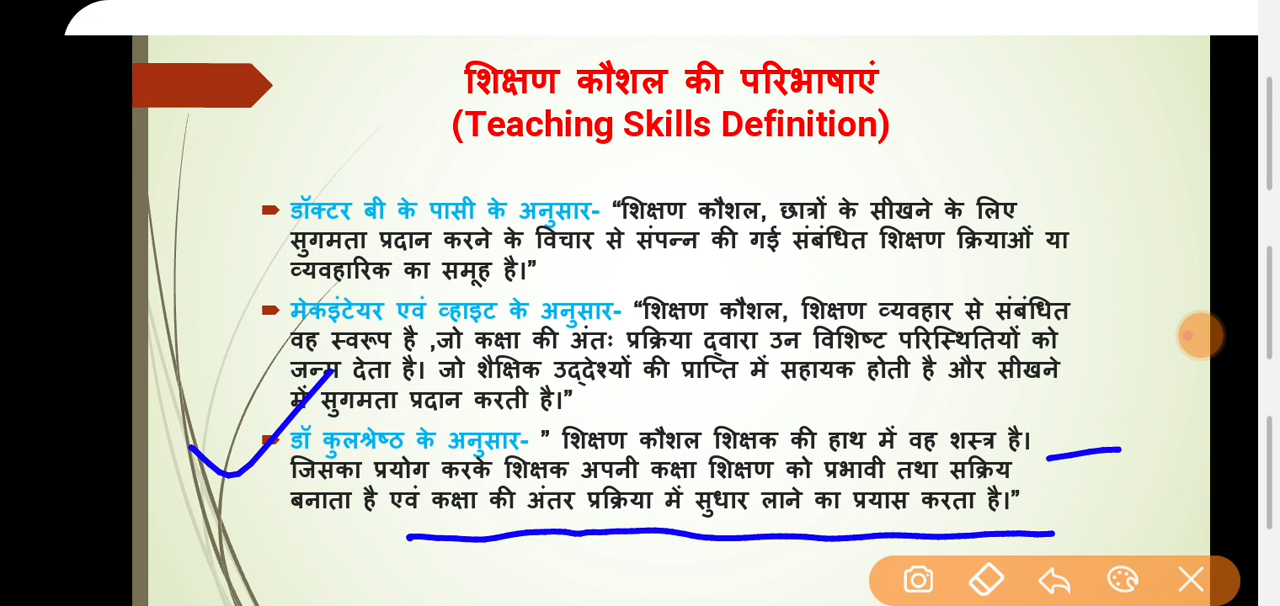 शिक्षण कौशल की परिभाषाएं
(Teaching Skills Definition)
डॉक्टर बी के पासी के अनुसार- “शिक्षण कौशल, छात्रों के सीखने के लिए
सुगमता प्रदान करने के विचार से संपन्न की गई संबंधित शिक्षण क्रियाओं या
व्यवहारिक का समूह है।”
मेकइंटेयर एवं व्हाइट के अनुसार- “शिक्षण कौशल, शिक्षण व्यवहार से संबंधित
वह स्वरूप है ,जो कक्षा की अंतः प्रक्रिया द्वारा उन विशिष्ट परिस्थितियों को
जन्म देता है। जो शैक्षिक उद्देश्यों की प्राप्ति में सहायक होती है और सीखने
में सुगमता प्रदान करती है।”
डॉ कुलश्रेष्ठ के अनुसार- ” शिक्षण कौशल शिक्षक की हाथ में वह शस्त्र है।
जिसका प्रयोग करके शिक्षक अपनी कक्षा शिक्षण को प्रभावी तथा सक्रिय
बनाता है एवं कक्षा की अंतर प्रक्रिया में सुधार लाने का प्रयास करता है।”